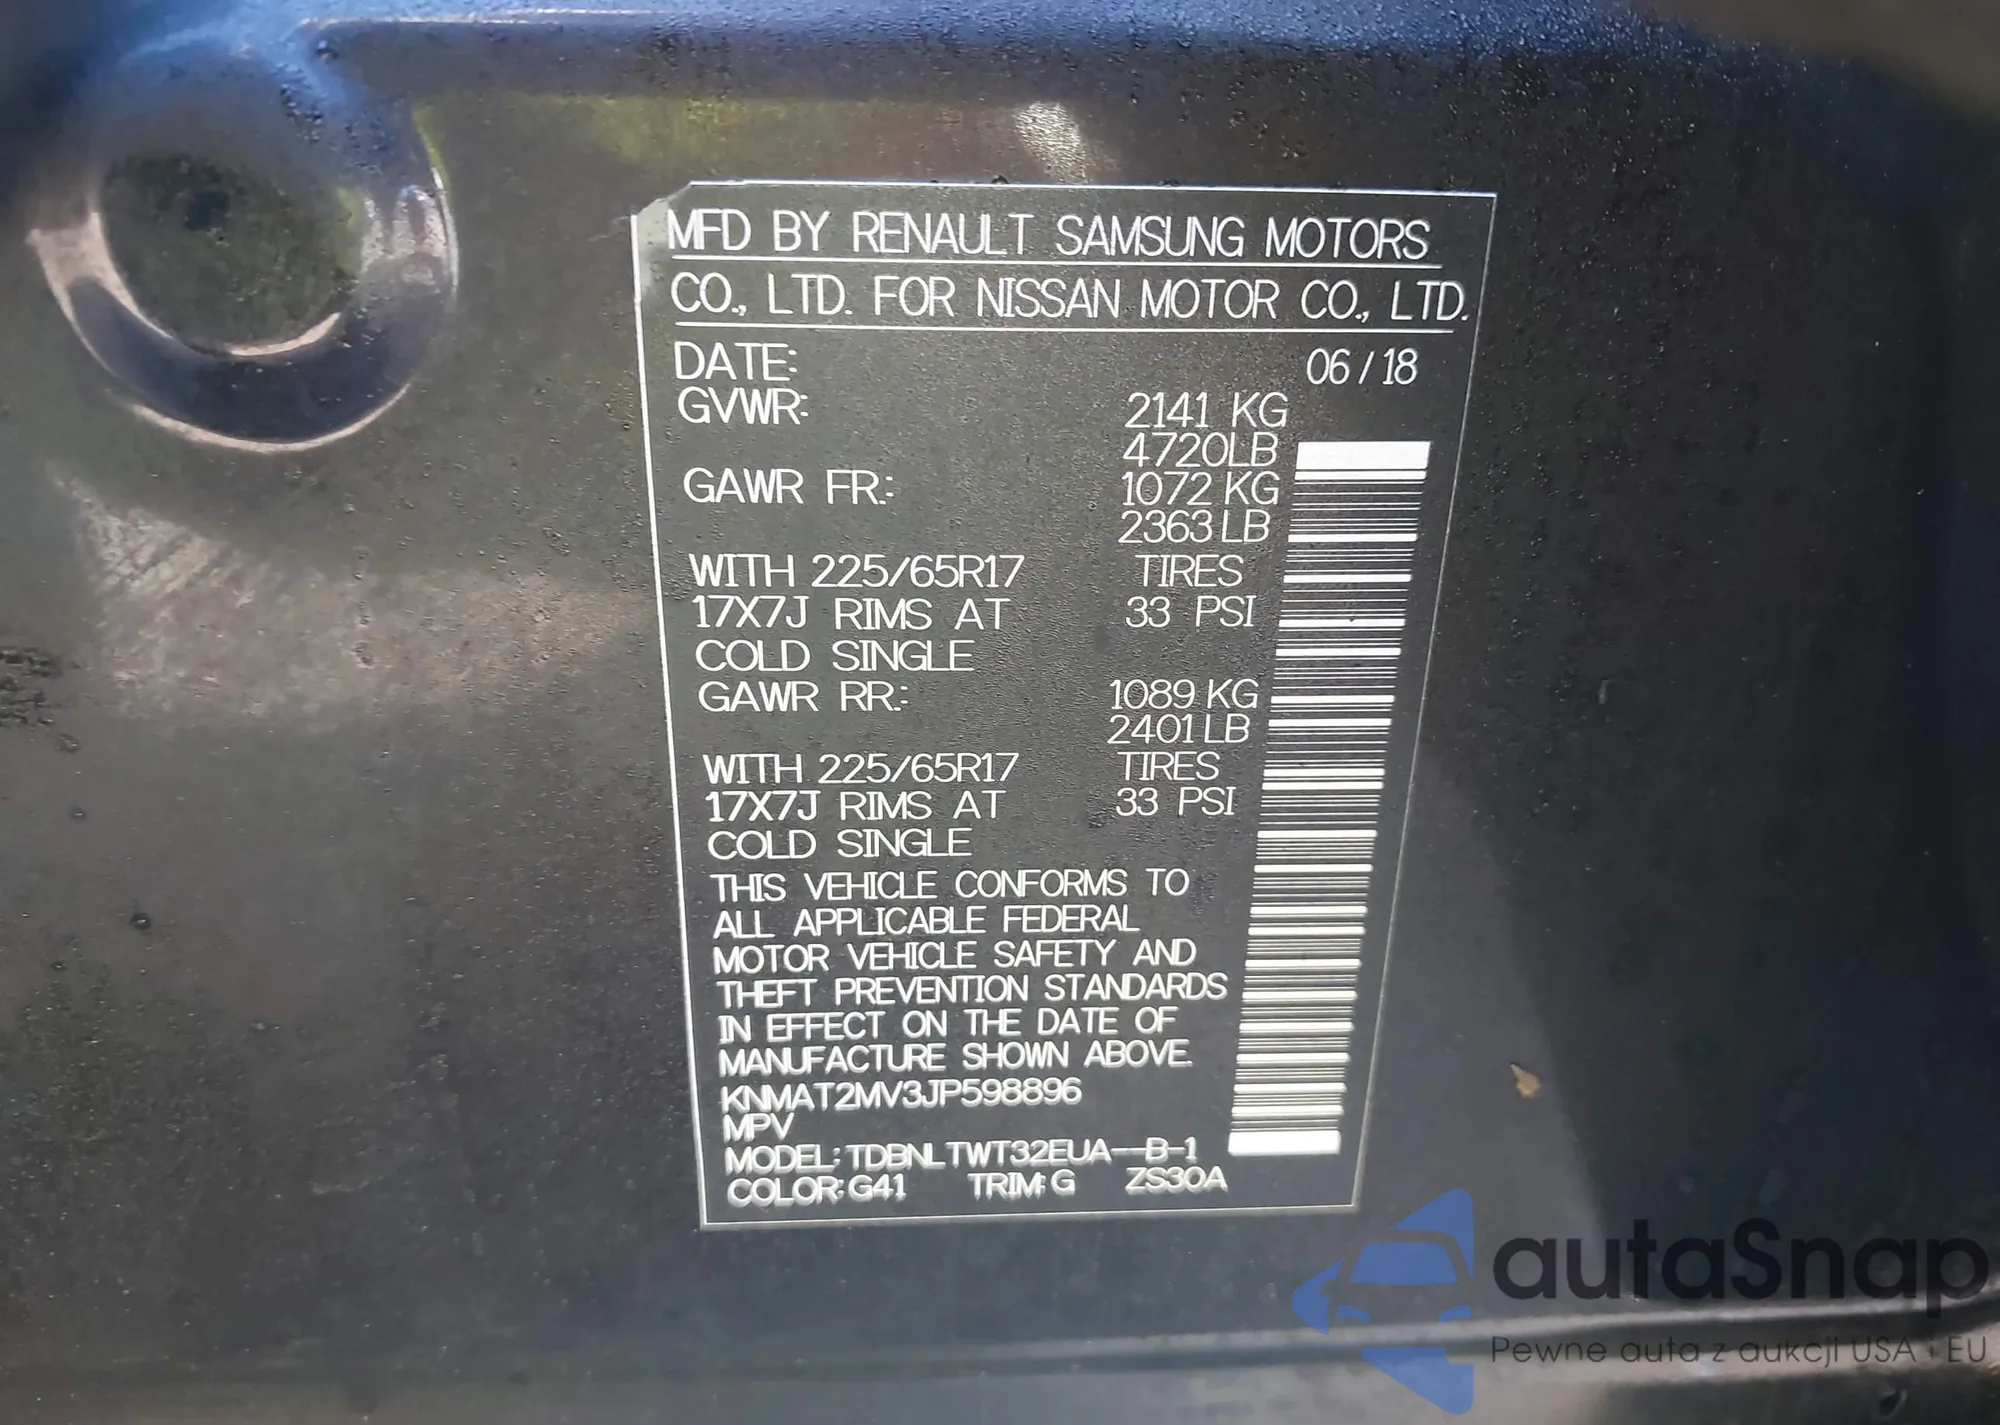 MFD BY RENAULT SAMSUNG MOTORS
CO., LTD. FOR NISSAN MOTOR CO., LTD.
DATE: 06 / 18
GVWR: 2141 KG
4720LB
GAWR FR.: 1072 KG
2363 LB
WITH 225/65R17 TIRES
17X7J RIMS AT 33 PSI
COLD SINGLE
GAWR RR.: 1089 KG
2401 LB
WITH 225/65R17 TIRES
17X7J RIMS AT 33 PSI
COLD SINGLE
THIS VEHICLE CONFORMS TO
ALL APPLICABLE FEDERAL
MOTOR VEHICLE SAFETY AND
THEFT PREVENTION STANDARDS
IN EFFECT ON THE DATE OF
MANUFACTURE SHOWN ABOVE.
KNMAT2MV3JP598896
MPV
MODEL: TDBNLTWT32EUA--B-1
COLOR: G41 TRIM: G ZS30A
autaSnap
Pewne auta z aukcji USA i EU